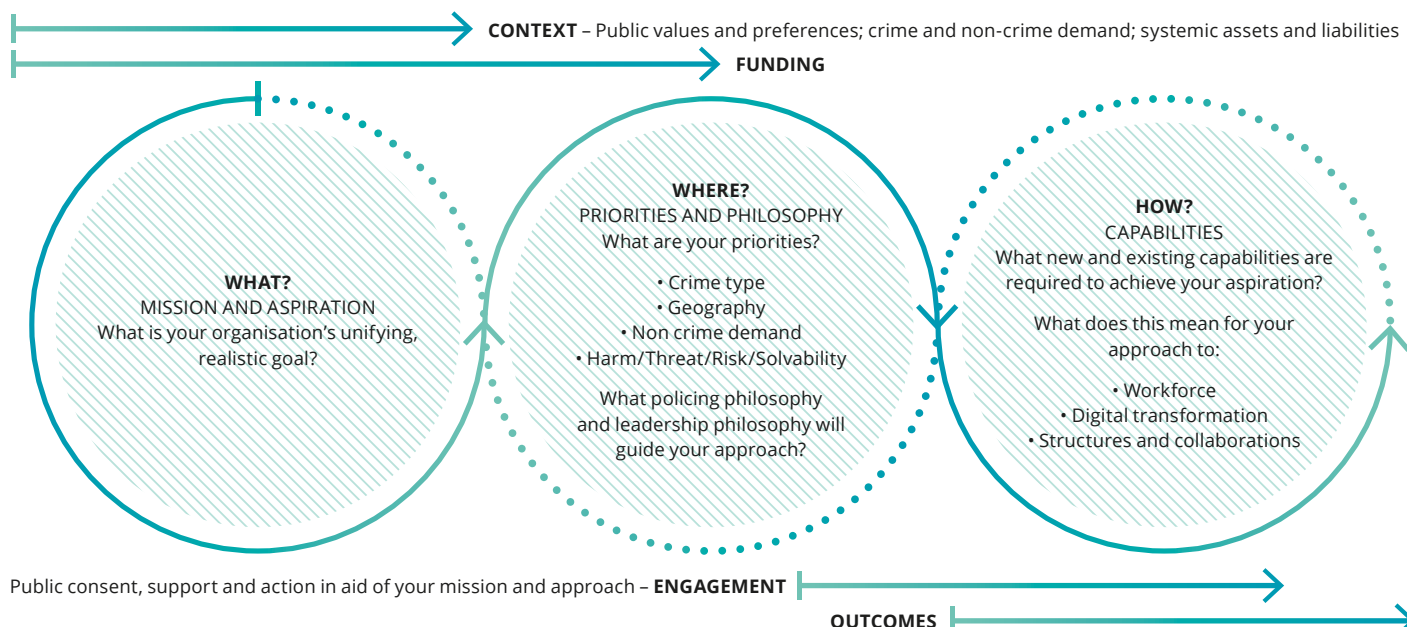 CONTEXT – Public values and preferences; crime and non-crime demand; systemic assets and liabilities
FUNDING
WHAT?
MISSION AND ASPIRATION
What is your organisation’s unifying,
realistic goal?
WHERE?
PRIORITIES AND PHILOSOPHY
What are your priorities?
• Crime type
• Geography
• Non crime demand
• Harm/Threat/Risk/Solvability
What policing philosophy
and leadership philosophy will
guide your approach?
HOW?
CAPABILITIES
What new and existing capabilities are
required to achieve your aspiration?
What does this mean for your
approach to:
• Workforce
• Digital transformation
• Structures and collaborations
Public consent, support and action in aid of your mission and approach – ENGAGEMENT
OUTCOMES